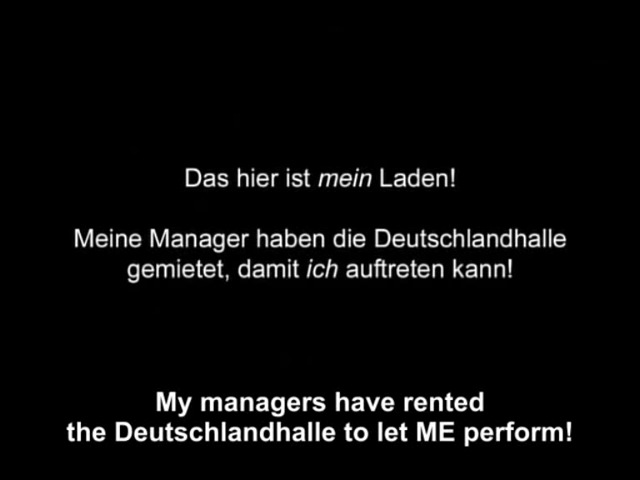 Das hier ist mein Laden!
Meine Manager haben die Deutschlandhalle
gemietet, damit ich auftreten kann!
My managers have rented
the Deutschlandhalle to let ME perform!